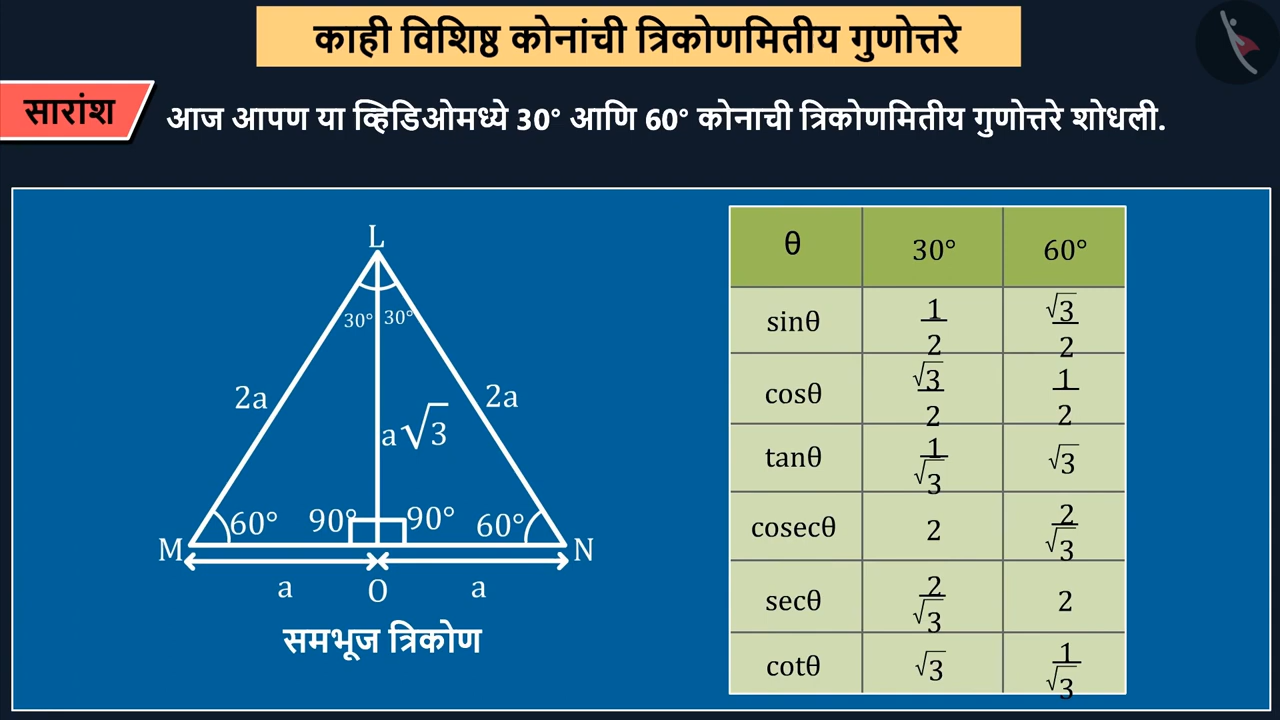 काही विशिष्ठ कोनांची त्रिकोणमितीय गुणोत्तरे
सारांश
आज आपण या व्हिडिओमध्ये 30° आणि 60° कोनाची त्रिकोणमितीय गुणोत्तरे शोधली.
L
30° 30°
2a 2a
a√3
60° 90° 90° 60°
M N
a O a
समभूज त्रिकोण
θ 30° 60°
sinθ 1/2 √3/2
cosθ √3/2 1/2
tanθ 1/√3 √3
cosecθ 2 2/√3
secθ 2/√3 2
cotθ √3 1/√3